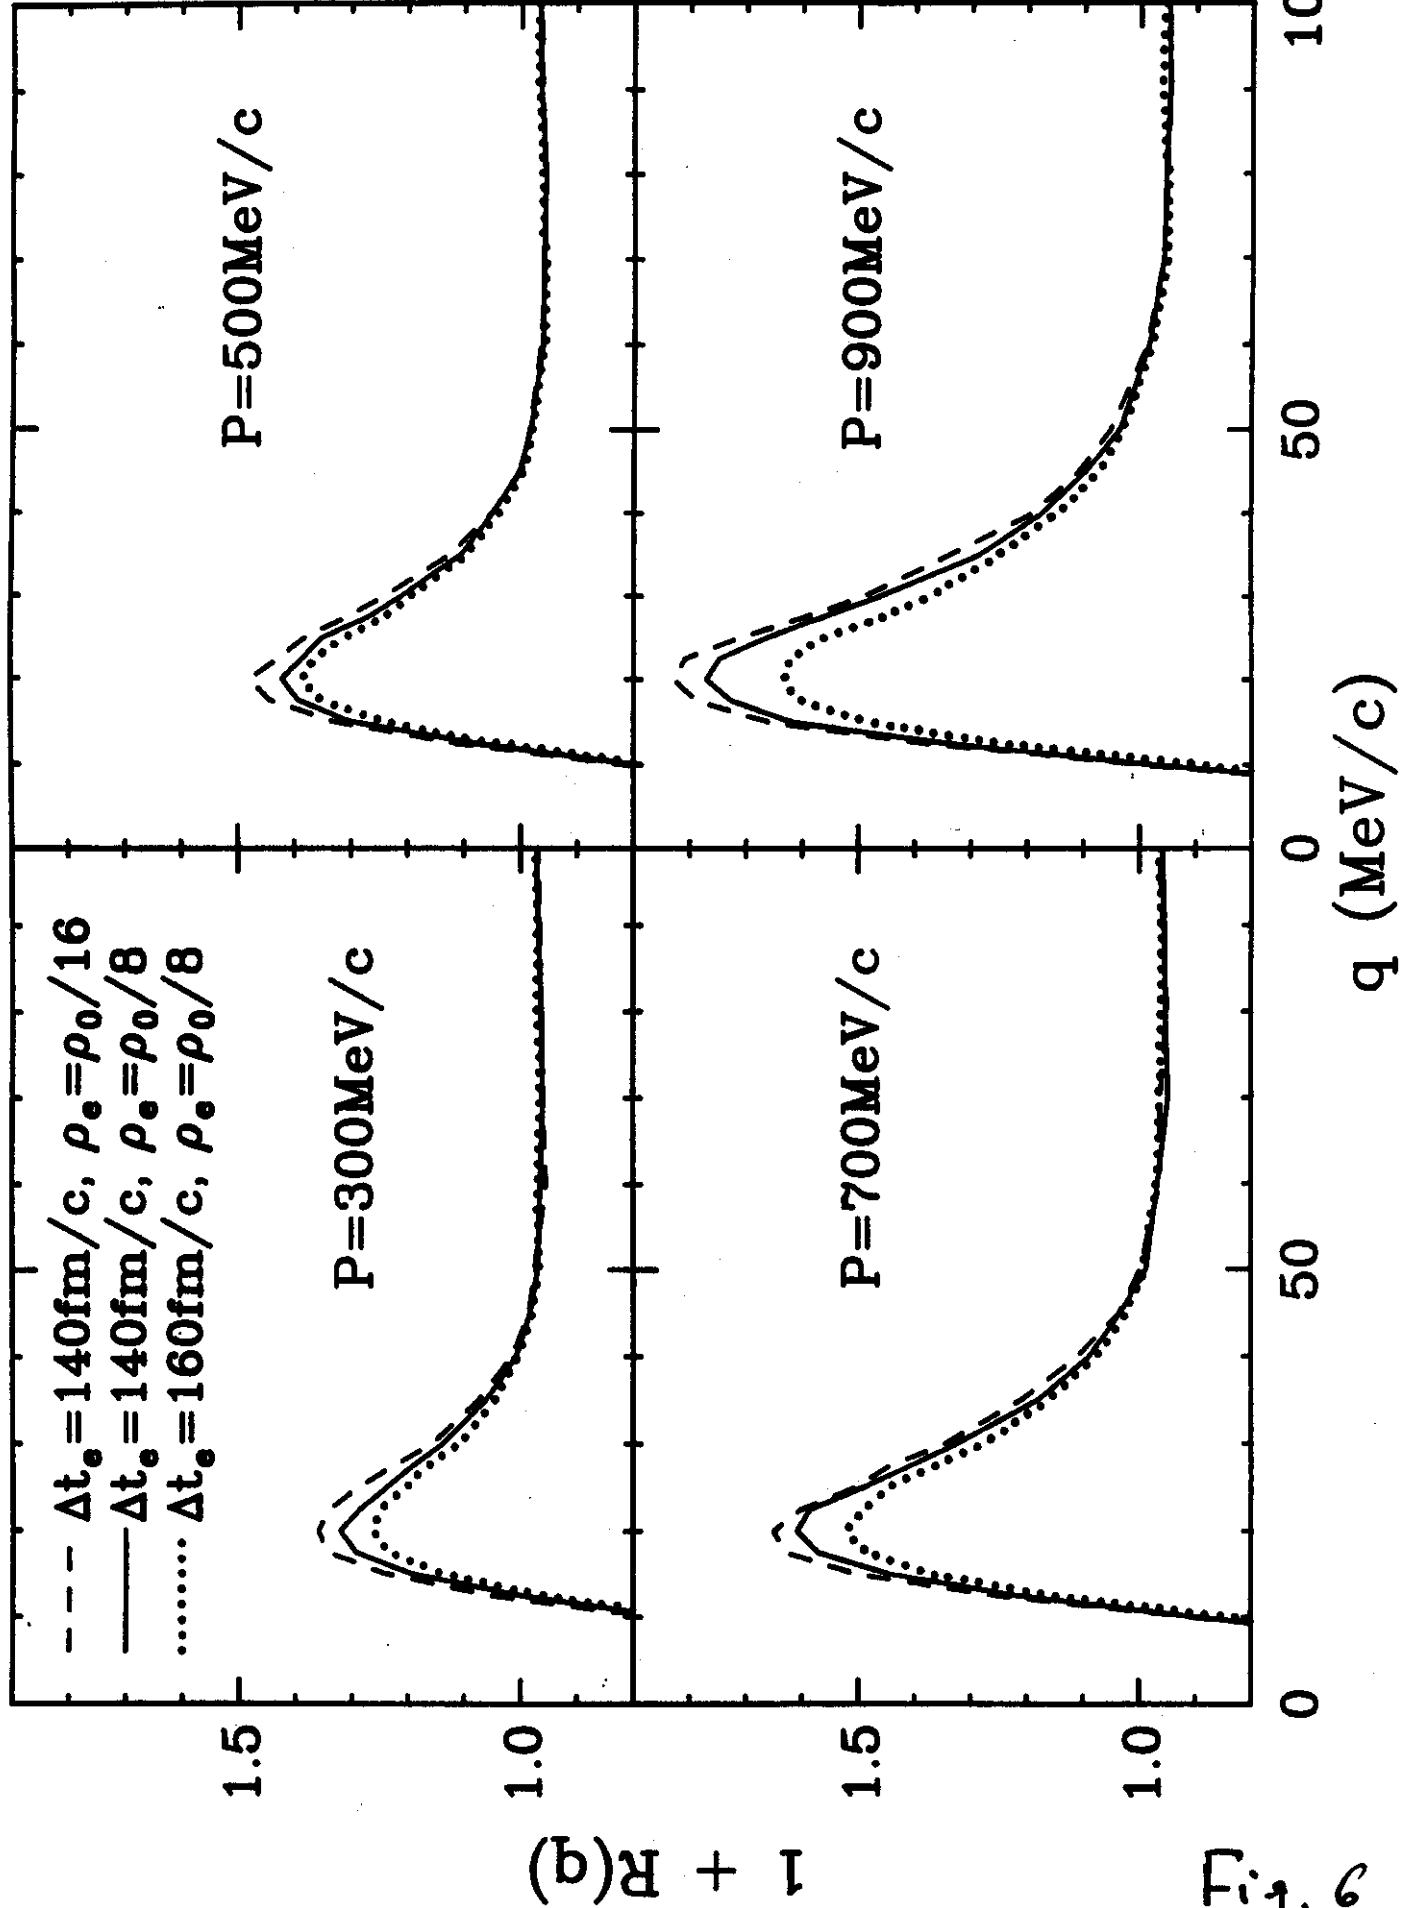 Δtₑ=140fm/c, ρₑ=ρ₀/16
Δtₑ=140fm/c, ρₑ=ρ₀/8
Δtₑ=160fm/c, ρₑ=ρ₀/8
P=300MeV/c
P=500MeV/c
P=700MeV/c
P=900MeV/c
1.5
1.0
1.5
1.0
1 + R(q)
0
50
0
50
10
q (MeV/c)
Fig. 6